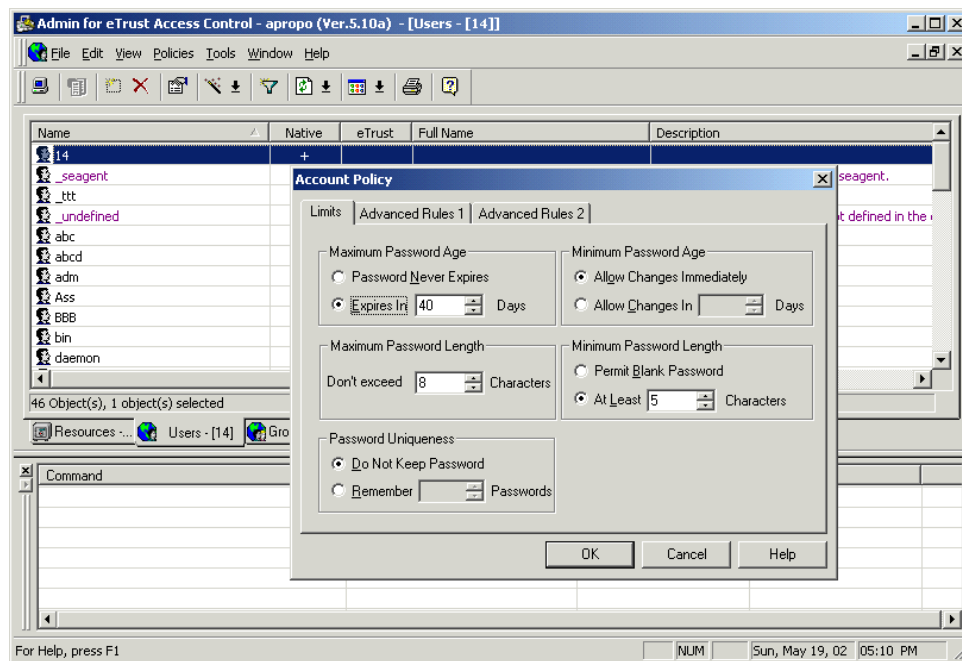 Admin for eTrust Access Control - apropo (Ver.5.10a) - [Users - [14]]
File Edit View Policies Tools Window Help
Name Native eTrust Full Name Description
14 +
_seagent seagent.
_ttt
_undefined defined in the
abc
abcd
adm
Ass
BBB
bin
daemon
46 Object(s), 1 object(s) selected
Resources -... Users - [14] Gro
Command
Account Policy
Limits Advanced Rules 1 Advanced Rules 2
Maximum Password Age
Password Never Expires
Expires In 40 Days
Minimum Password Age
Allow Changes Immediately
Allow Changes In Days
Maximum Password Length
Don't exceed 8 Characters
Minimum Password Length
Permit Blank Password
At Least 5 Characters
Password Uniqueness
Do Not Keep Password
Remember Passwords
OK Cancel Help
For Help, press F1 NUM Sun, May 19, 02 05:10 PM